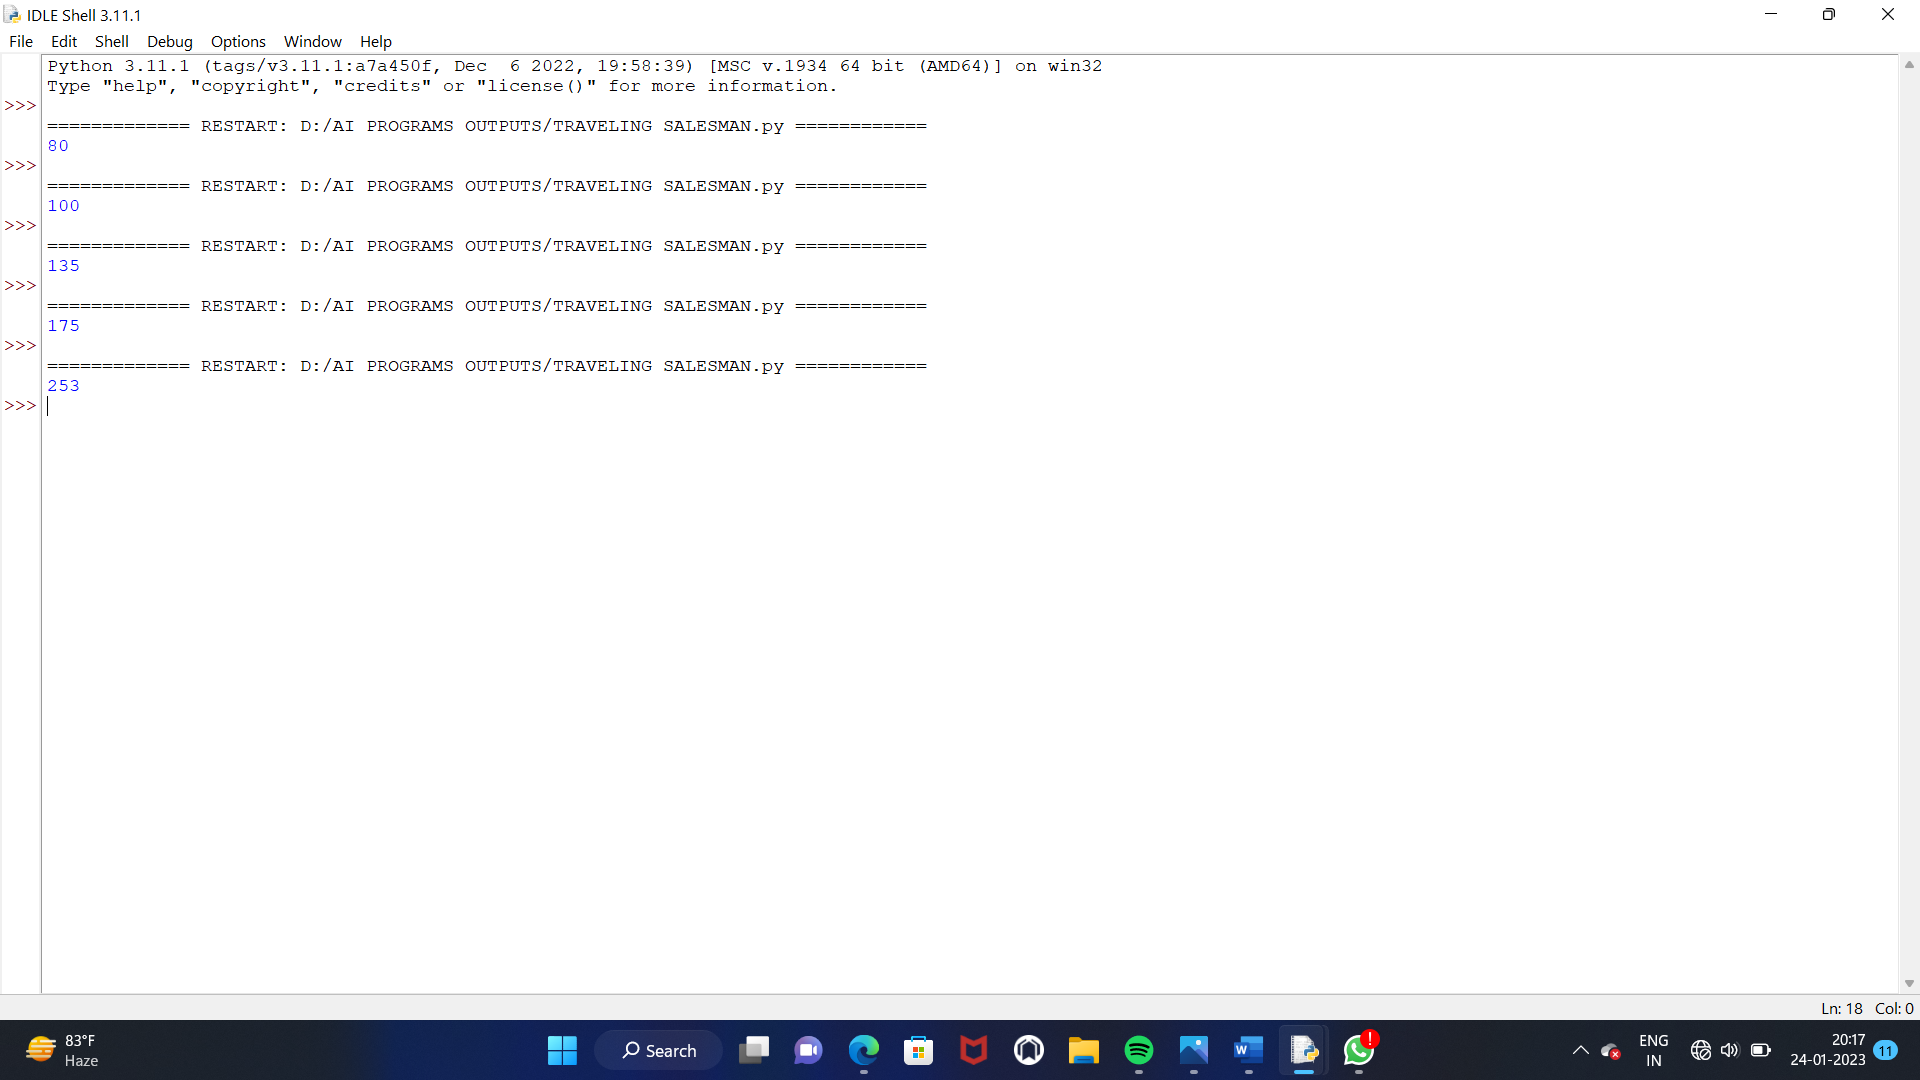 IDLE Shell 3.11.1
File Edit Shell Debug Options Window Help
Python 3.11.1 (tags/v3.11.1:a7a450f, Dec  6 2022, 19:58:39) [MSC v.1934 64 bit (AMD64)] on win32
Type "help", "copyright", "credits" or "license()" for more information.
>>>
============= RESTART: D:/AI PROGRAMS OUTPUTS/TRAVELING SALESMAN.py ============
80
>>>
============= RESTART: D:/AI PROGRAMS OUTPUTS/TRAVELING SALESMAN.py ============
100
>>>
============= RESTART: D:/AI PROGRAMS OUTPUTS/TRAVELING SALESMAN.py ============
135
>>>
============= RESTART: D:/AI PROGRAMS OUTPUTS/TRAVELING SALESMAN.py ============
175
>>>
============= RESTART: D:/AI PROGRAMS OUTPUTS/TRAVELING SALESMAN.py ============
253
>>>
Ln: 18 Col: 0
83°F
Haze
Search
W
!
ENG
IN
20:17
24-01-2023
11